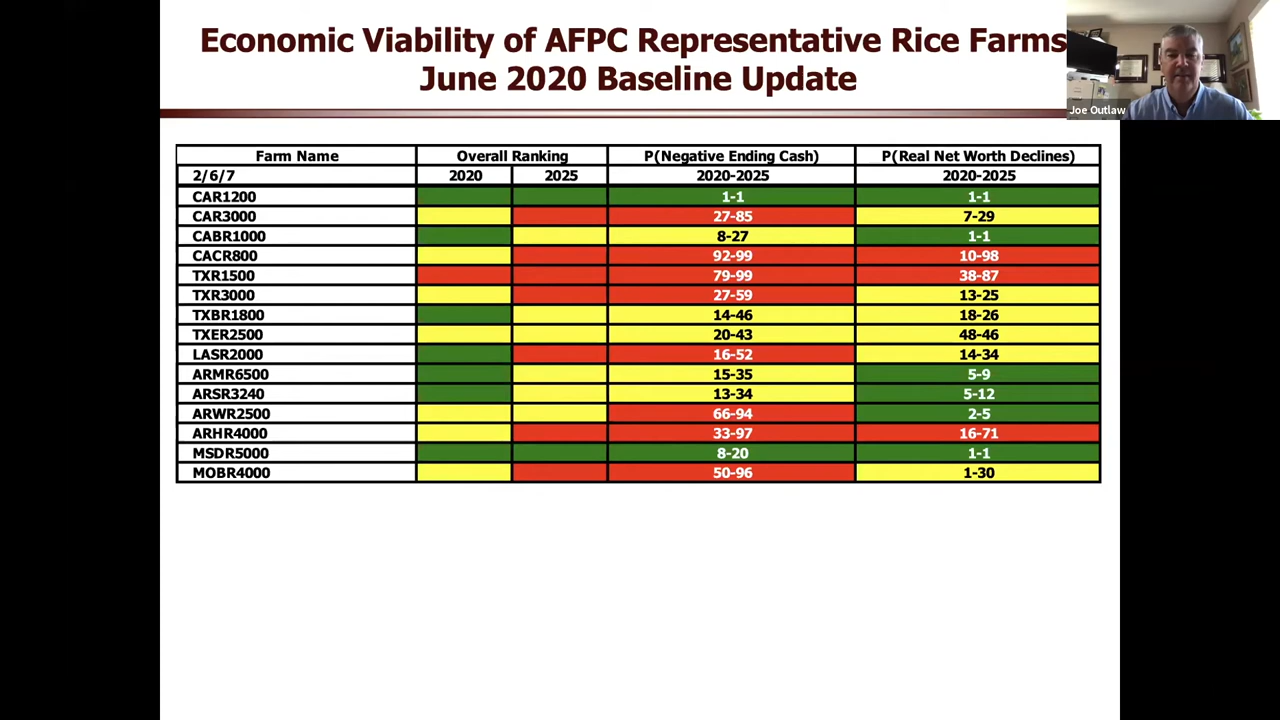 Economic Viability of AFPC Representative Rice Farms
June 2020 Baseline Update
Joe Outlaw
Farm Name Overall Ranking P(Negative Ending Cash) P(Real Net Worth Declines)
2/6/7 2020 2025 2020-2025 2020-2025
CAR1200 1-1 1-1
CAR3000 27-85 7-29
CABR1000 8-27 1-1
CACR800 92-99 10-98
TXR1500 79-99 38-87
TXR3000 27-59 13-25
TXBR1800 14-46 18-26
TXER2500 20-43 48-46
LASR2000 16-52 14-34
ARMR6500 15-35 5-9
ARSR3240 13-34 5-12
ARWR2500 66-94 2-5
ARHR4000 33-97 16-71
MSDR5000 8-20 1-1
MOBR4000 50-96 1-30